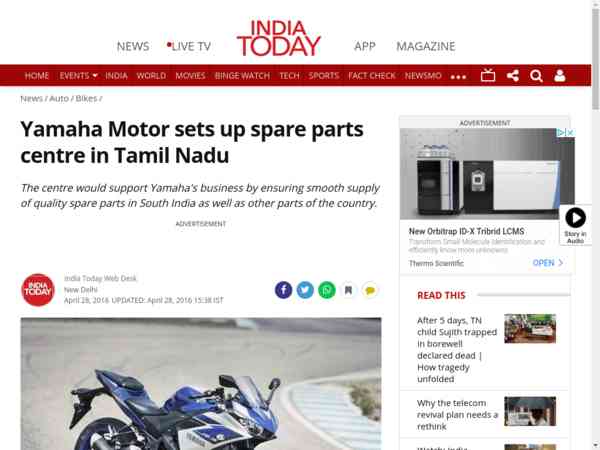 INDIA
TODAY
NEWS
LIVE TV
APP
MAGAZINE
HOME EVENTS INDIA WORLD MOVIES BINGE WATCH TECH SPORTS FACT CHECK NEWSMO
News / Auto / Bikes /
Yamaha Motor sets up spare parts
centre in Tamil Nadu
The centre would support Yamaha's business by ensuring smooth supply
of quality spare parts in South India as well as other parts of the country.
ADVERTISEMENT
INDIA
TODAY
India Today Web Desk
New Delhi
April 28, 2016 UPDATED: April 28, 2016 15:38 IST
YAMAHA
ADVERTISEMENT
New Orbitrap ID-X Tribrid LCMS
Transform Small Molecule Identification and
efficiently know more unknowns
Thermo Scientific
OPEN
Story in
Audio
READ THIS
After 5 days, TN
child Sujith trapped
in borewell
declared dead |
How tragedy
unfolded
Why the telecom
revival plan needs a
rethink
Watch: India